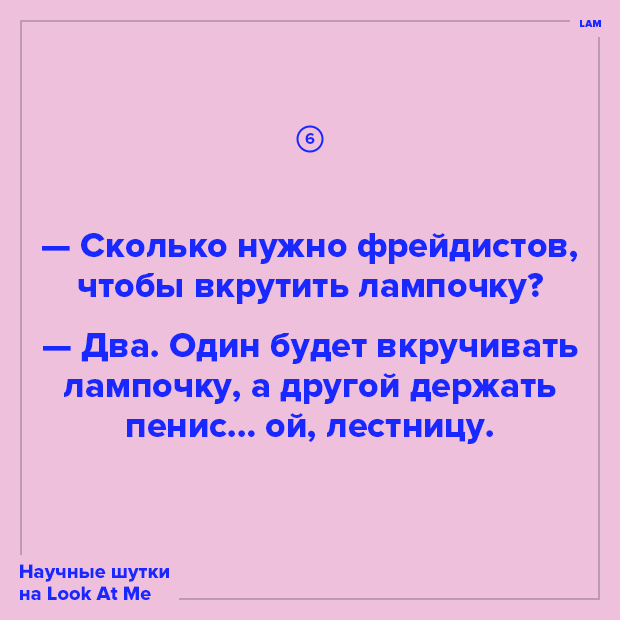 LAM
6
— Сколько нужно фрейдистов,
чтобы вкрутить лампочку?
— Два. Один будет вкручивать
лампочку, а другой держать
пенис... ой, лестницу.
Научные шутки
на Look At Me